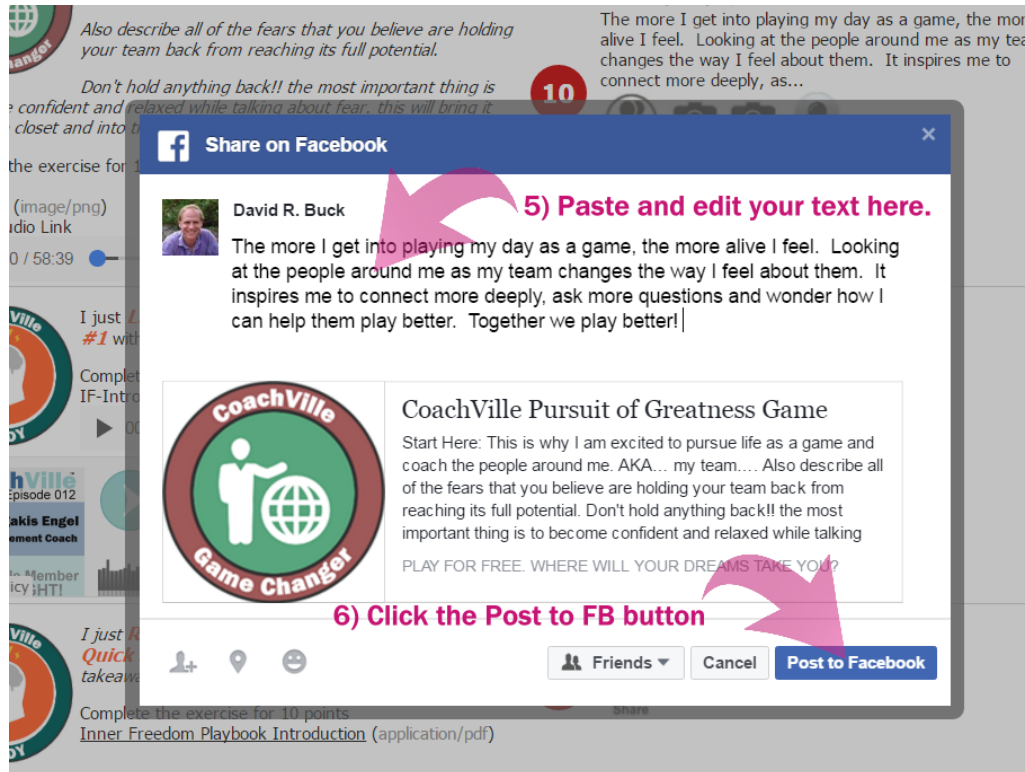 Also describe all of the fears that you believe are holding
your team back from reaching its full potential.
Don't hold anything back!! the most important thing is
confident and relaxed while talking about fear. this will bring it
closet and into
the exercise for 1
(image/png)
udio Link
0 / 58:39
The more I get into playing my day as a game, the mor
alive I feel. Looking at the people around me as my tea
changes the way I feel about them. It inspires me to
connect more deeply, as...
10
Share on Facebook
×
5) Paste and edit your text here.
David R. Buck
The more I get into playing my day as a game, the more alive I feel. Looking
at the people around me as my team changes the way I feel about them. It
inspires me to connect more deeply, ask more questions and wonder how I
can help them play better. Together we play better!
CoachVille
Game Changer
CoachVille Pursuit of Greatness Game
Start Here: This is why I am excited to pursue life as a game and
coach the people around me. AKA... my team.... Also describe all
of the fears that you believe are holding your team back from
reaching its full potential. Don't hold anything back!! the most
important thing is to become confident and relaxed while talking
PLAY FOR FREE. WHERE WILL YOUR DREAMS TAKE YOU?
6) Click the Post to FB button
Friends
Cancel
Post to Facebook
I just
#1 with
Complet
IF-Intro
hVille
Episode 012
akis Engel
ement Coach
Member
icy
GHT!
I just
Quick
takeawa
Complete the exercise for 10 points
Inner Freedom Playbook Introduction (application/pdf)
Share